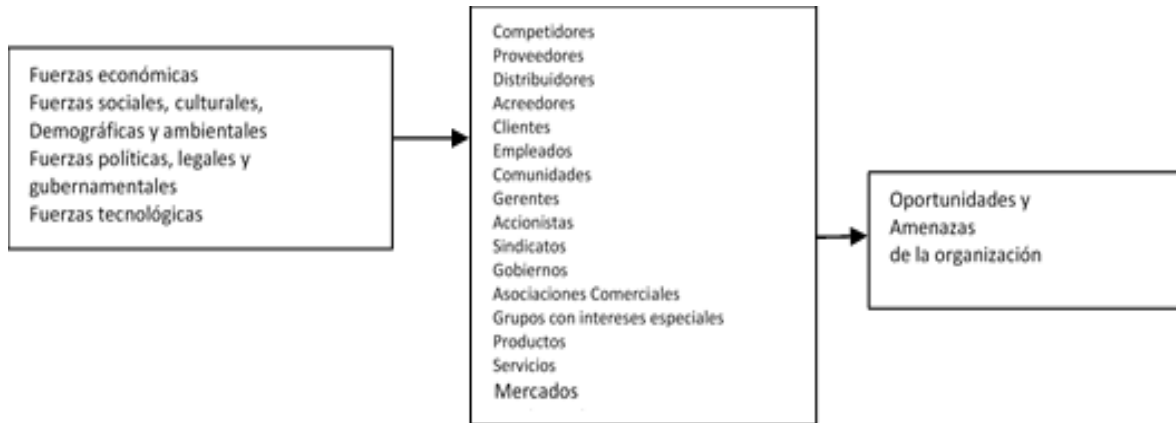 Fuerzas económicas
Fuerzas sociales, culturales,
Demográficas y ambientales
Fuerzas políticas, legales y
gubernamentales
Fuerzas tecnológicas
Competidores
Proveedores
Distribuidores
Acreedores
Clientes
Empleados
Comunidades
Gerentes
Accionistas
Sindicatos
Gobiernos
Asociaciones Comerciales
Grupos con intereses especiales
Productos
Servicios
Mercados
Oportunidades y
Amenazas
de la organización